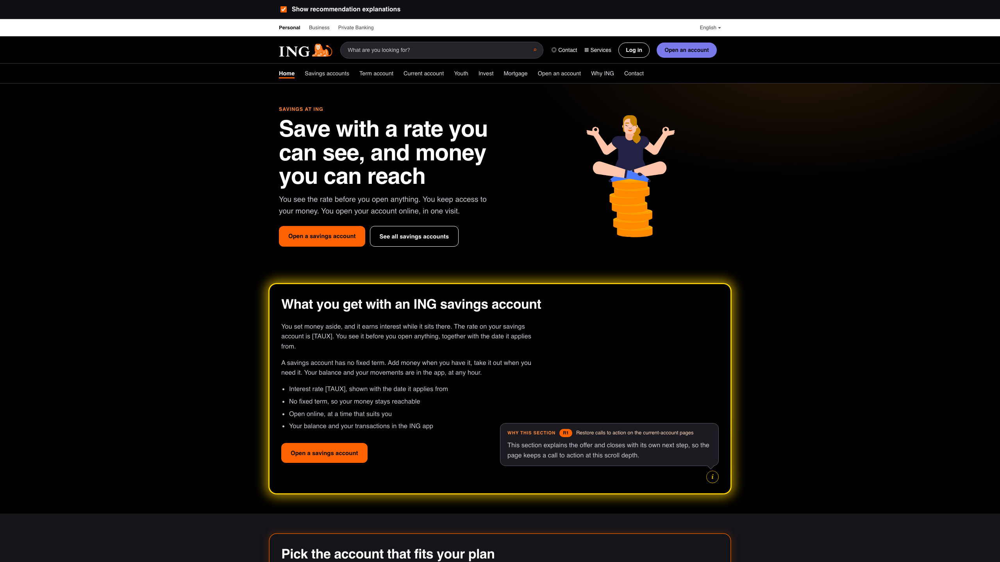 Show recommendation explanations
Personal
Business
Private Banking
English
ING
What are you looking for?
Contact
Services
Log in
Open an account
Home
Savings accounts
Term account
Current account
Youth
Invest
Mortgage
Open an account
Why ING
Contact
SAVINGS AT ING
Save with a rate you
can see, and money
you can reach
You see the rate before you open anything. You keep access to
your money. You open your account online, in one visit.
Open a savings account
See all savings accounts
What you get with an ING savings account
You set money aside, and it earns interest while it sits there. The rate on your savings
account is [TAUX]. You see it before you open anything, together with the date it applies
from.
A savings account has no fixed term. Add money when you have it, take it out when you
need it. Your balance and your movements are in the app, at any hour.
• Interest rate [TAUX], shown with the date it applies from
• No fixed term, so your money stays reachable
• Open online, at a time that suits you
• Your balance and your transactions in the ING app
Open a savings account
WHY THIS SECTION R1 Restore calls to action on the current-account pages
This section explains the offer and closes with its own next step, so the
page keeps a call to action at this scroll depth.
i
Pick the account that fits your plan